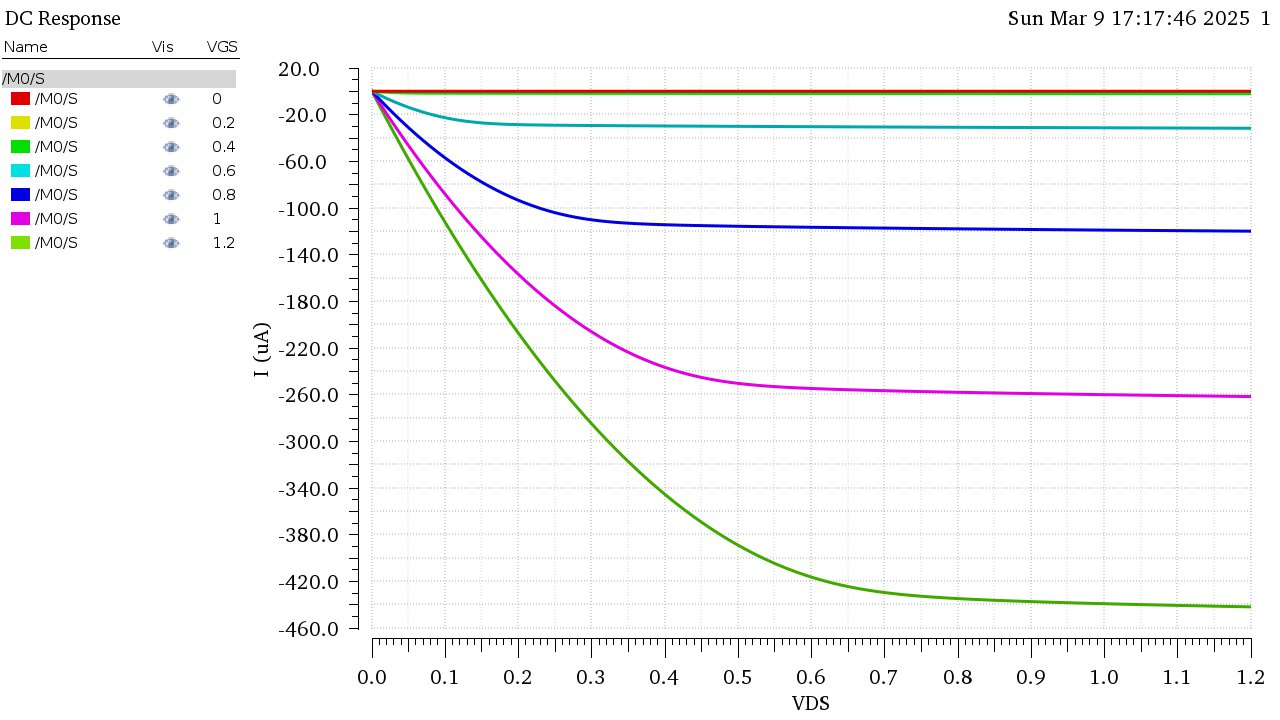 DC Response
Sun Mar 9 17:17:46 2025 1
Name Vis VGS
/M0/S
/M0/S 0
/M0/S 0.2
/M0/S 0.4
/M0/S 0.6
/M0/S 0.8
/M0/S 1
/M0/S 1.2
20.0
-20.0
-60.0
-100.0
-140.0
-180.0
-220.0
-260.0
-300.0
-340.0
-380.0
-420.0
-460.0
I (uA)
0.0 0.1 0.2 0.3 0.4 0.5 0.6 0.7 0.8 0.9 1.0 1.1 1.2
VDS